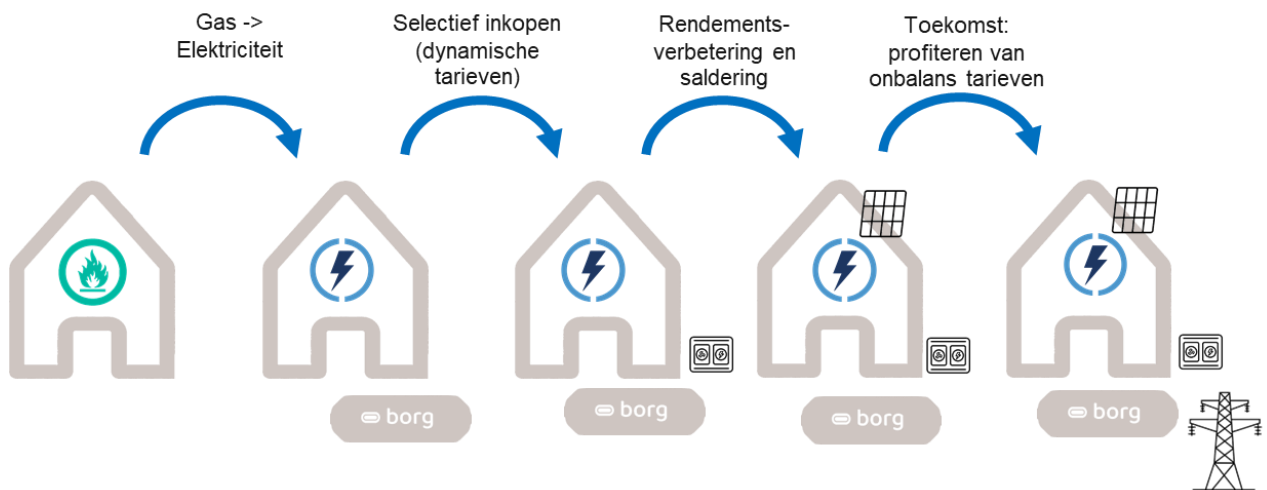 Gas ->
Elektriciteit
Selectief inkopen
(dynamische
tarieven)
Rendements-
verbetering en
saldering
Toekomst:
profiteren van
onbalans tarieven
borg
borg
borg
borg